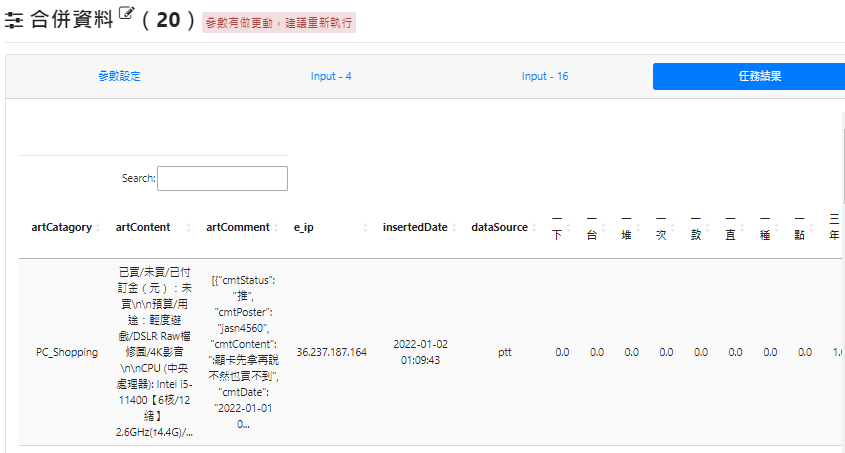 合併資料（20）參數有做更動，建議重新執行
參數設定 Input - 4 Input - 16 任務結果
Search:
artCatagory artContent artComment e_ip insertedDate dataSource 一下 一台 一堆 一次 一款 一直 一種 一點 三年
已買/未買/已付
訂金（元）：未
買\n\n預算/用
途：輕度遊
戲/DSLR Raw檔
修圖/4K影音
\n\nCPU (中央
處理器): Intel i5-
11400【6核/12
緒】
2.6GHz(↑4.4G)/...
[{"cmtStatus":
"推",
"cmtPoster":
"jasn4560",
"cmtContent":
":顯卡先拿再說
不然也買不到",
"cmtDate":
"2022-01-01
0...
PC_Shopping 36.237.187.164 2022-01-02 ptt 0.0 0.0 0.0 0.0 0.0 0.0 0.0 0.0
01:09:43